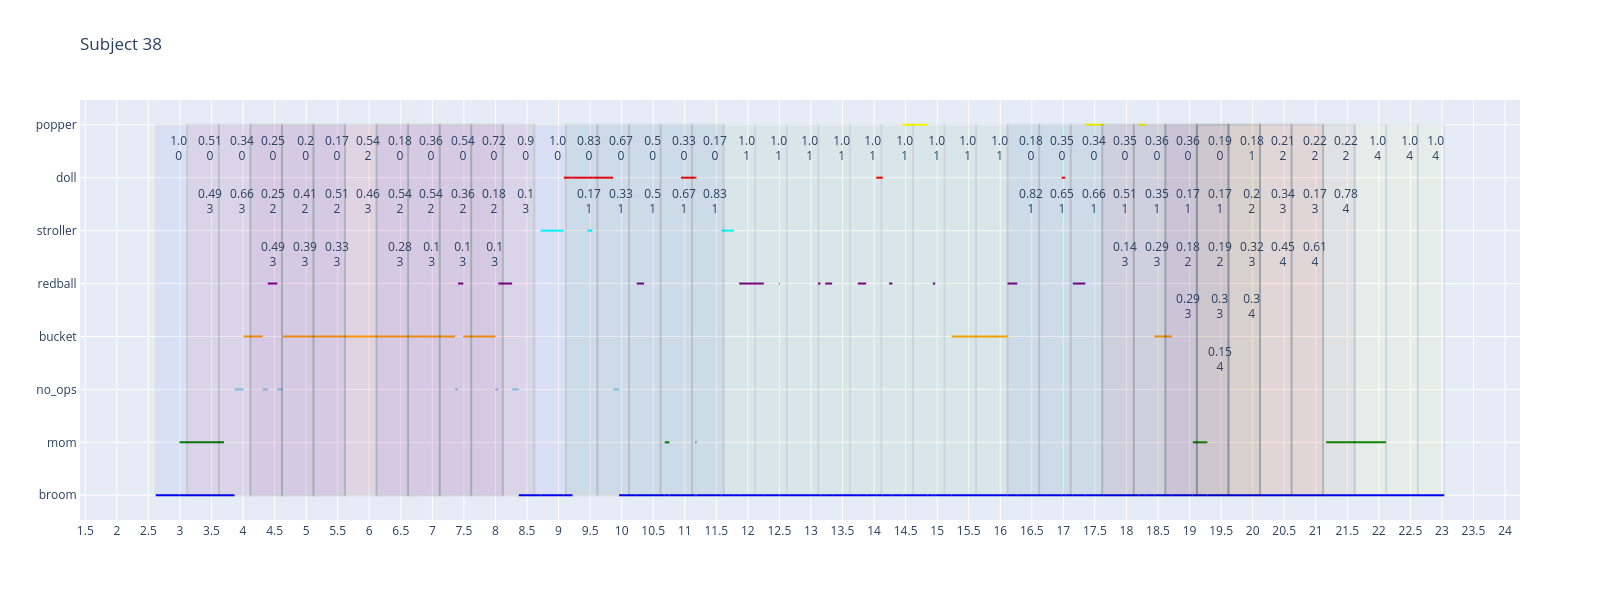 Subject 38
popper
1.0 0.51 0.34 0.25 0.2 0.17 0.54 0.18 0.36 0.54 0.72 0.9 1.0 0.83 0.67 0.5 0.33 0.17 1.0 1.0 1.0 1.0 1.0 1.0 1.0 1.0 1.0 0.18 0.35 0.34 0.35 0.36 0.36 0.19 0.18 0.21 0.22 0.22 1.0 1.0 1.0
0 0 0 0 0 0 2 0 0 0 0 0 0 0 0 0 0 0 1 1 1 1 1 1 1 1 1 0 0 0 0 0 0 0 1 2 2 2 4 4 4
doll
0.49 0.66 0.25 0.41 0.51 0.46 0.54 0.54 0.36 0.18 0.1 0.17 0.33 0.5 0.67 0.83 0.82 0.65 0.66 0.51 0.35 0.17 0.17 0.2 0.34 0.17 0.78
3 3 2 2 2 3 2 2 2 2 3 1 1 1 1 1 1 1 1 1 1 1 1 2 3 3 4
stroller
0.49 0.39 0.33 0.28 0.1 0.1 0.1 0.14 0.29 0.18 0.19 0.32 0.45 0.61
3 3 3 3 3 3 3 3 3 2 2 3 4 4
redball
0.29 0.3 0.3
3 3 4
bucket
0.15
4
no_ops
mom
broom
1.5 2 2.5 3 3.5 4 4.5 5 5.5 6 6.5 7 7.5 8 8.5 9 9.5 10 10.5 11 11.5 12 12.5 13 13.5 14 14.5 15 15.5 16 16.5 17 17.5 18 18.5 19 19.5 20 20.5 21 21.5 22 22.5 23 23.5 24